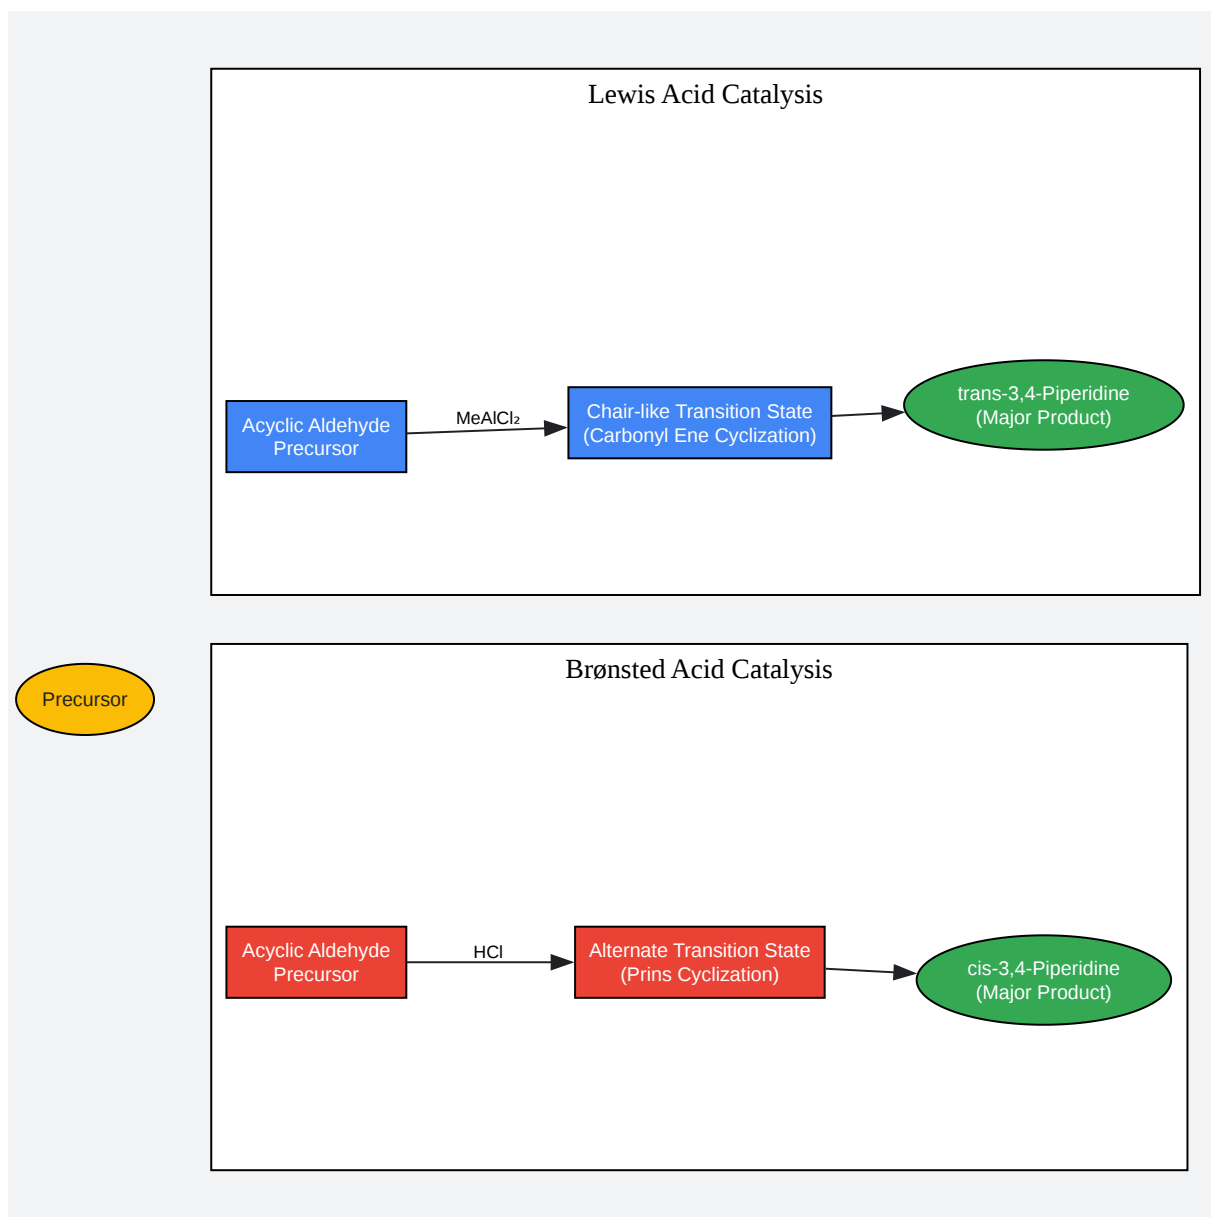 Lewis Acid Catalysis
Acyclic Aldehyde
Precursor
MeAlCl₂
Chair-like Transition State
(Carbonyl Ene Cyclization)
trans-3,4-Piperidine
(Major Product)
Precursor
Brønsted Acid Catalysis
Acyclic Aldehyde
Precursor
HCl
Alternate Transition State
(Prins Cyclization)
cis-3,4-Piperidine
(Major Product)